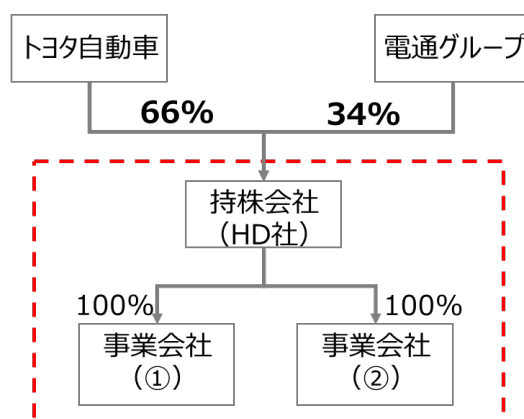 トヨタ自動車
電通グループ
66%
34%
持株会社
（HD社）
100%
100%
事業会社
（①）
事業会社
（②）